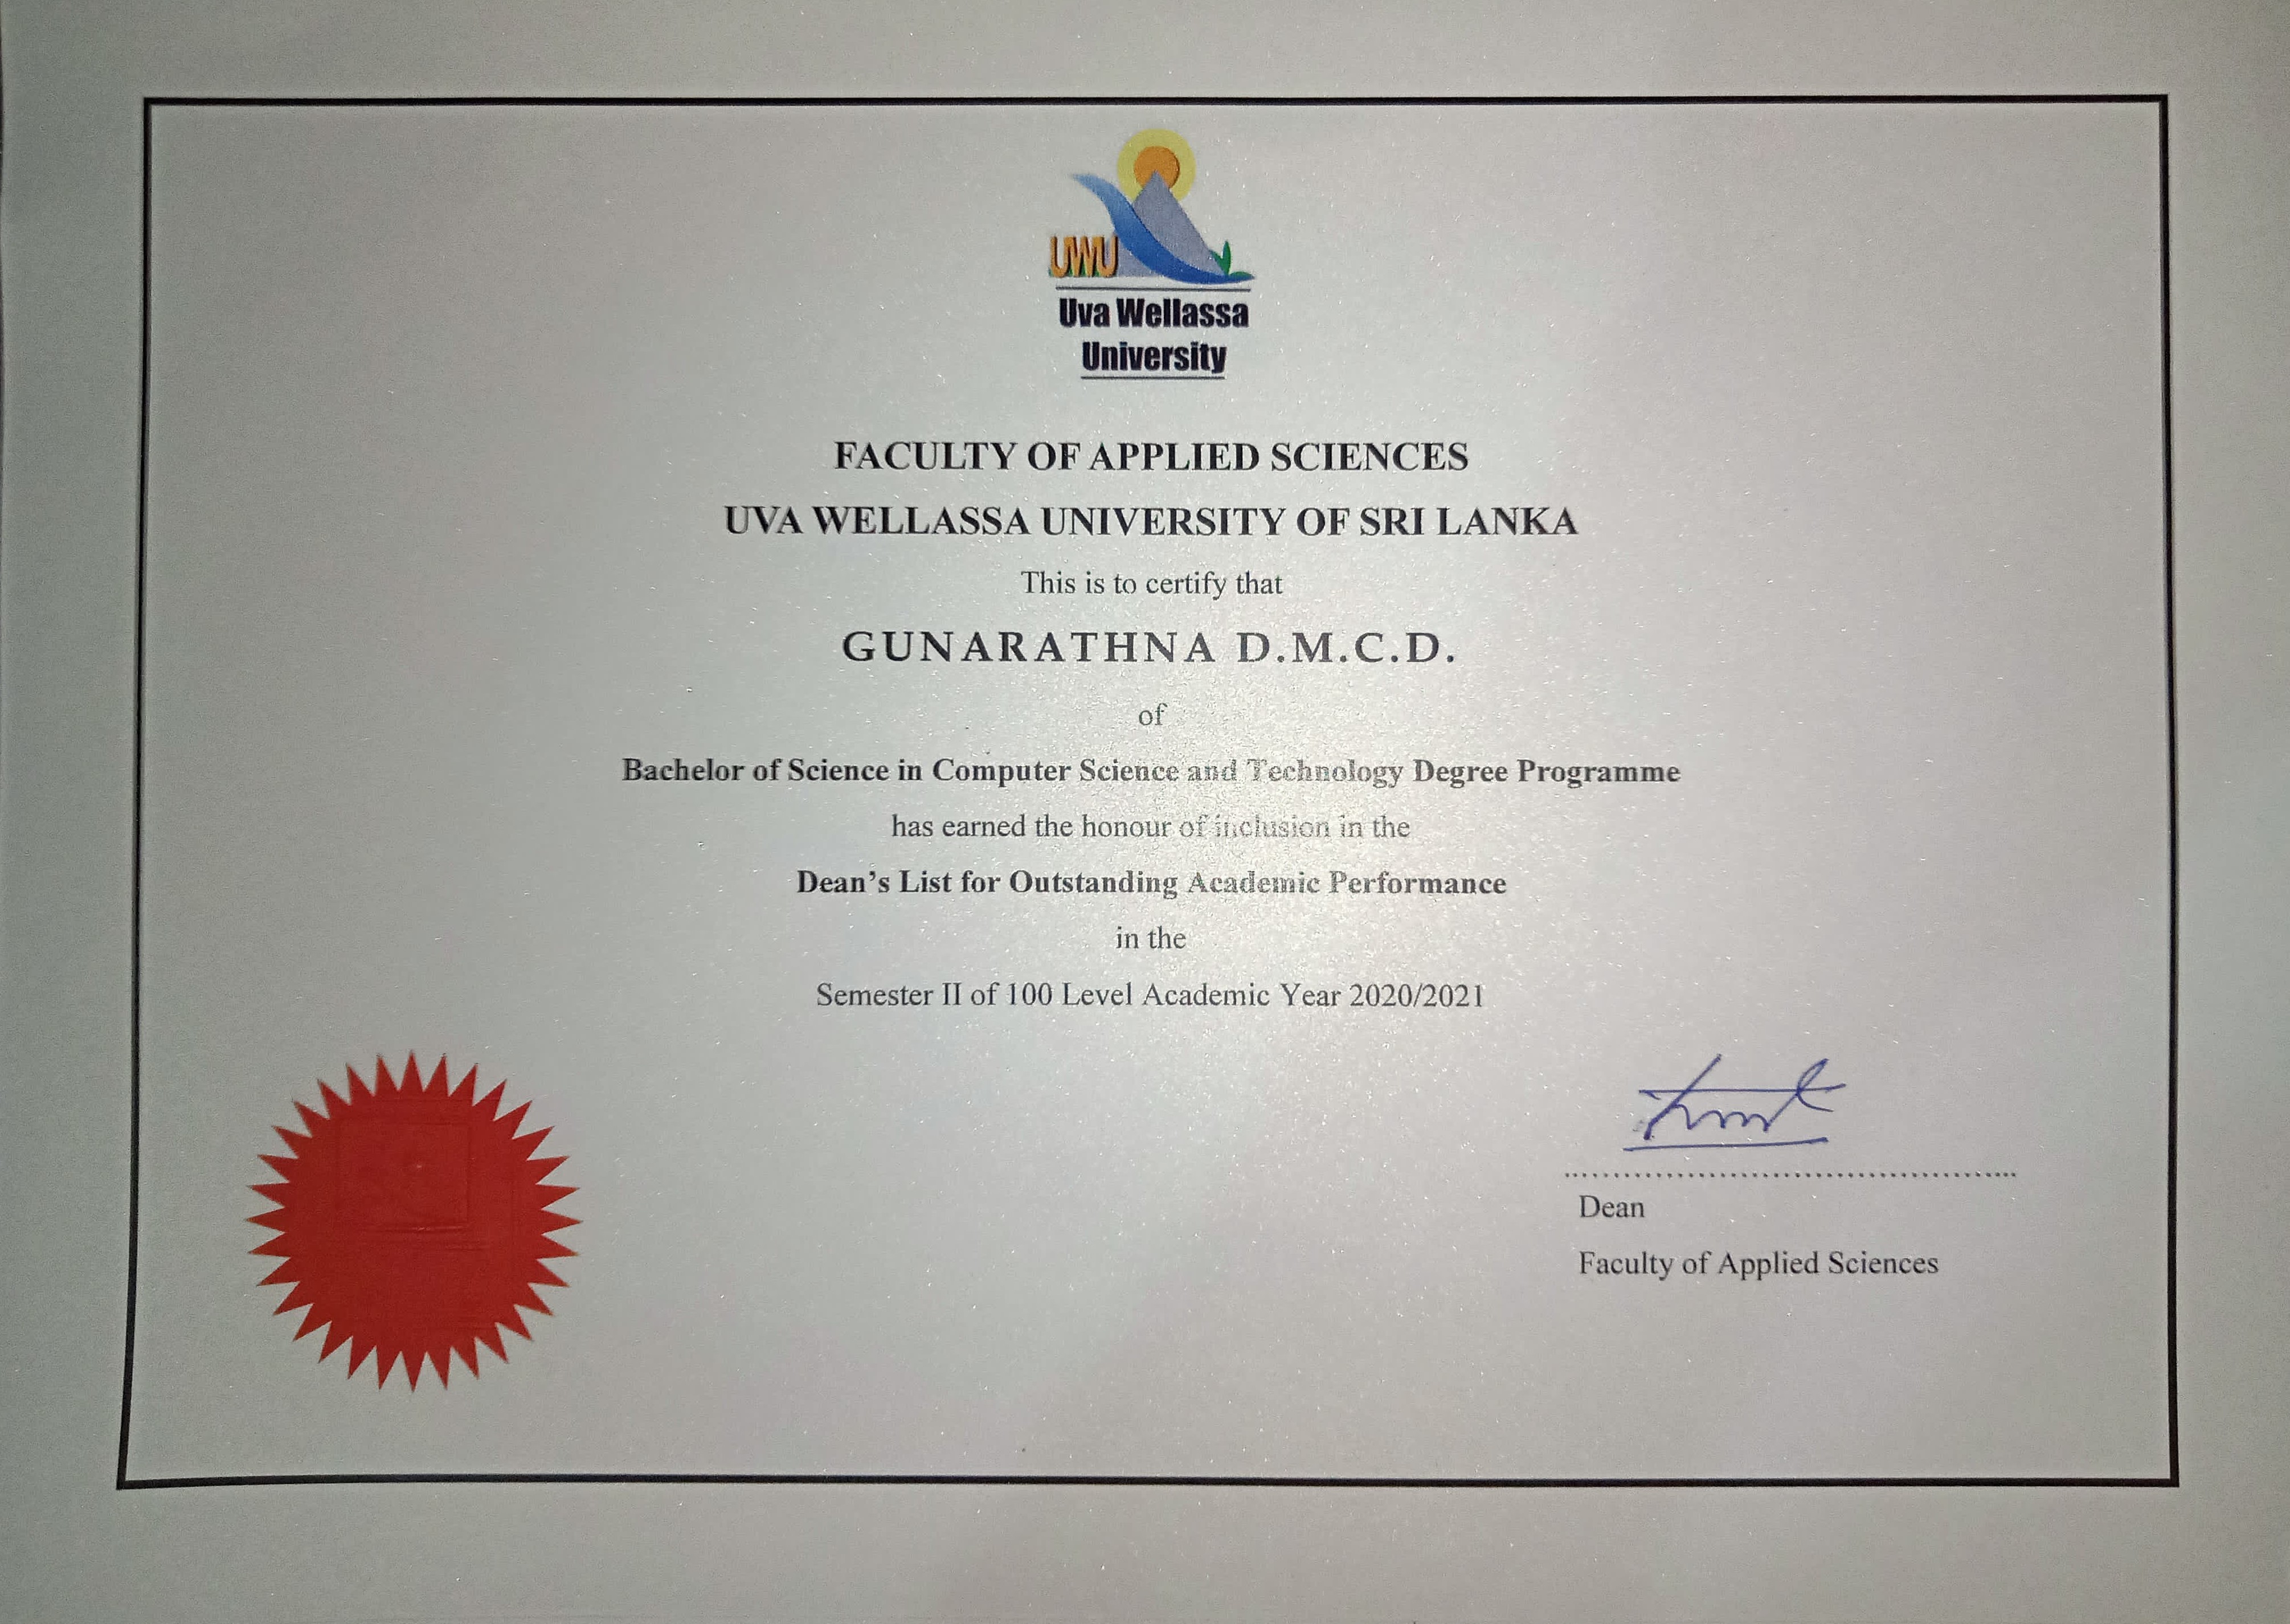 UWU
Uva Wellassa
University
FACULTY OF APPLIED SCIENCES
UVA WELLASSA UNIVERSITY OF SRI LANKA
This is to certify that
GUNARATHNA D.M.C.D.
of
Bachelor of Science in Computer Science and Technology Degree Programme
has earned the honour of inclusion in the
Dean’s List for Outstanding Academic Performance
in the
Semester II of 100 Level Academic Year 2020/2021
Dean
Faculty of Applied Sciences